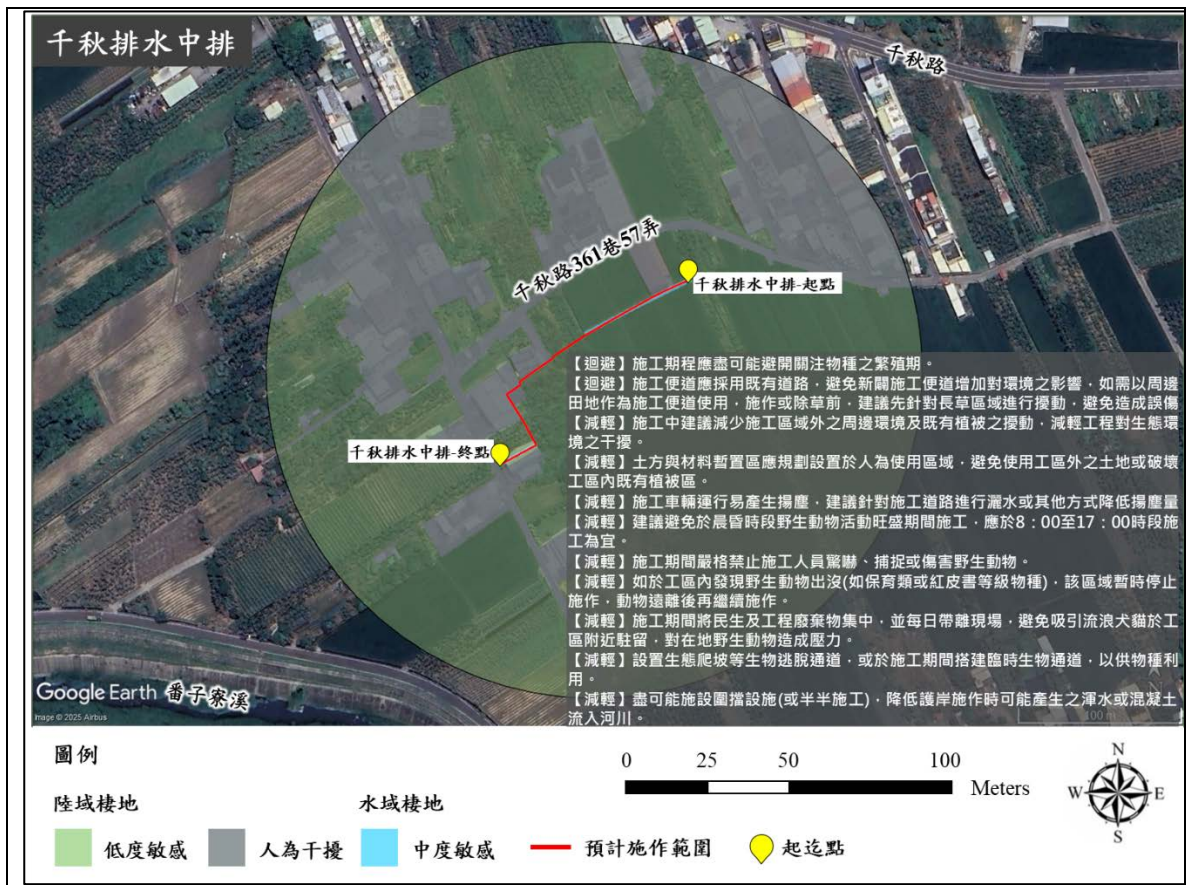 千秋排水中排
千秋路
千秋路361巷57弄
千秋排水中排-起點
【迴避】施工期程應盡可能避開關注物種之繁殖期。
【迴避】施工便道應採用既有道路，避免新闢施工便道增加對環境之影響，如需以周邊
田地作為施工便道使用，施作或除草前，建議先針對長草區域進行擾動，避免造成誤傷
【減輕】施工中建議減少施工區域外之周邊環境及既有植被之擾動，減輕工程對生態環
境之干擾。
千秋排水中排-終點
【減輕】土方與材料暫置區應規劃設置於人為使用區域，避免使用工區外之土地或破壞
工區內既有植被區。
【減輕】施工車輛運行易產生揚塵，建議針對施工道路進行灑水或其他方式降低揚塵量
【減輕】建議避免於晨昏時段野生動物活動旺盛期間施工，應於8：00至17：00時段施
工為宜。
【減輕】施工期間嚴格禁止施工人員驚嚇、捕捉或傷害野生動物。
【減輕】如於工區內發現野生動物出沒(如保育類或紅皮書等級物種)，該區域暫時停止
施作，動物遠離後再繼續施作。
【減輕】施工期間將民生及工程廢棄物集中，並每日帶離現場，避免吸引流浪犬貓於工
區附近駐留，對在地野生動物造成壓力。
【減輕】設置生態爬坡等生物逃脫通道，或於施工期間搭建臨時生物通道，以供物種利
用。
【減輕】盡可能施設圍擋設施(或半半施工)，降低護岸施作時可能產生之渾水或混凝土
流入河川。
Google Earth
番子寮溪
Image © 2025 Airbus
100 m
圖例
0 25 50 100
Meters
N
W E
S
陸域棲地
水域棲地
低度敏感
人為干擾
中度敏感
預計施作範圍
起迄點